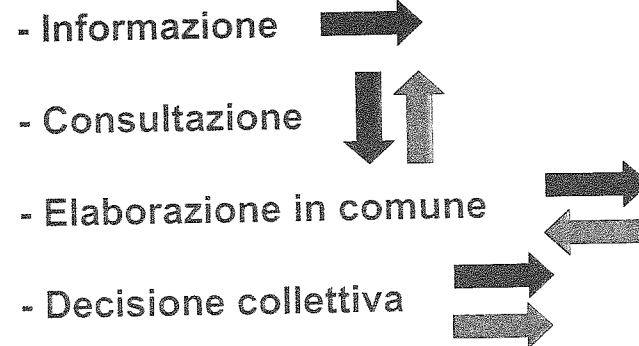 - Informazione
- Consultazione
- Elaborazione in comune
- Decisione collettiva